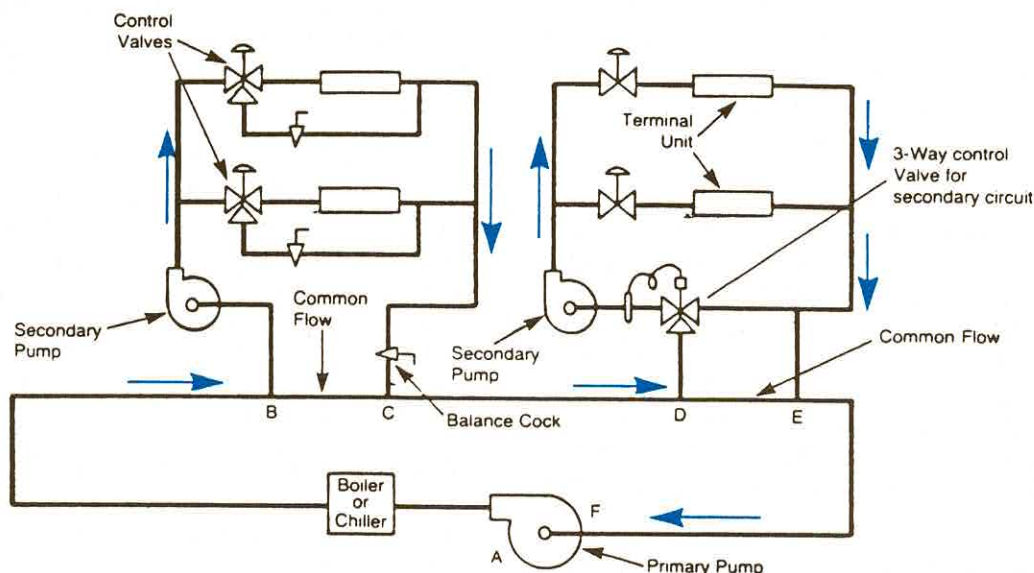 Control
Valves
Terminal
Unit
3-Way control
Valve for
secondary circuit
Common
Flow
Secondary
Pump
Secondary
Pump
Common Flow
B
C
Balance Cock
D
E
Boiler
or
Chiller
F
A
Primary Pump